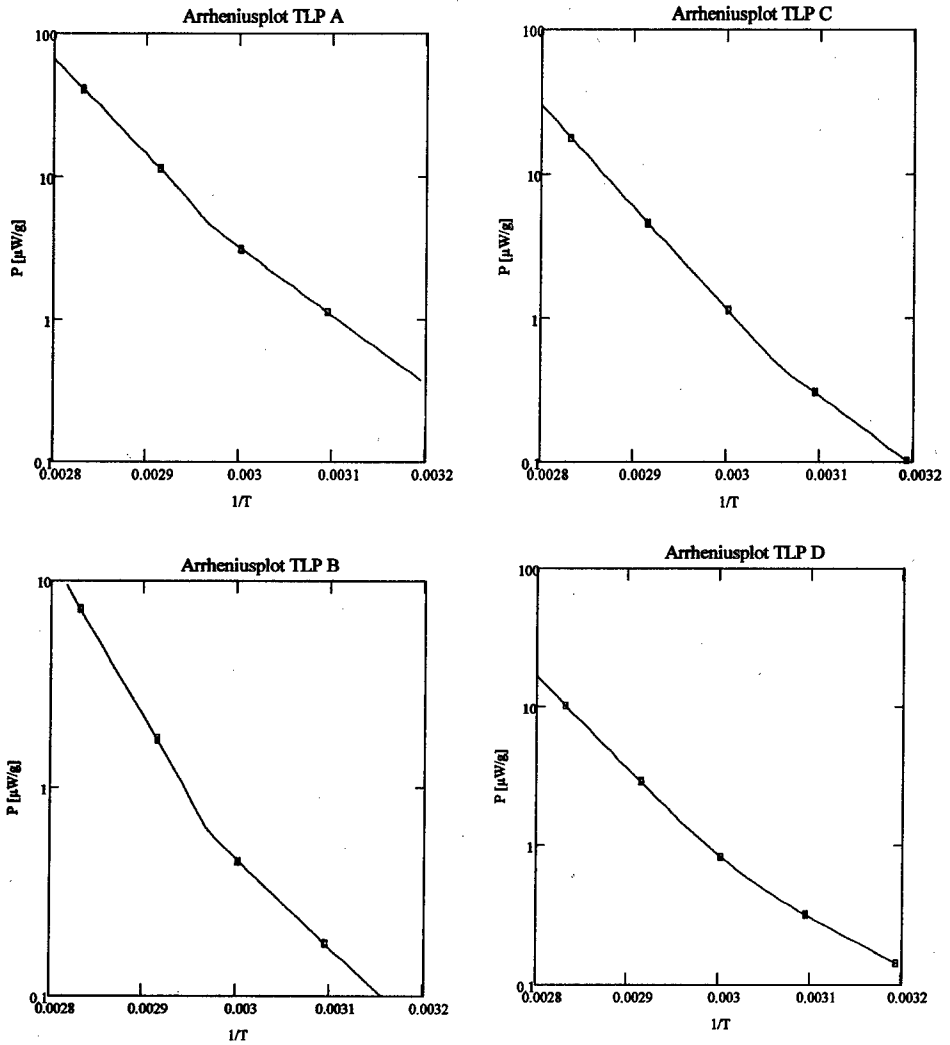 Arrheniusplot TLP A
100
10
1
0.1
P [µW/g]
0.0028 0.0029 0.003 0.0031 0.0032
1/T
Arrheniusplot TLP C
100
10
1
0.1
P [µW/g]
0.0028 0.0029 0.003 0.0031 0.0032
1/T
Arrheniusplot TLP B
10
1
0.1
P [µW/g]
0.0028 0.0029 0.003 0.0031 0.0032
1/T
Arrheniusplot TLP D
100
10
1
0.1
P [µW/g]
0.0028 0.0029 0.003 0.0031 0.0032
1/T